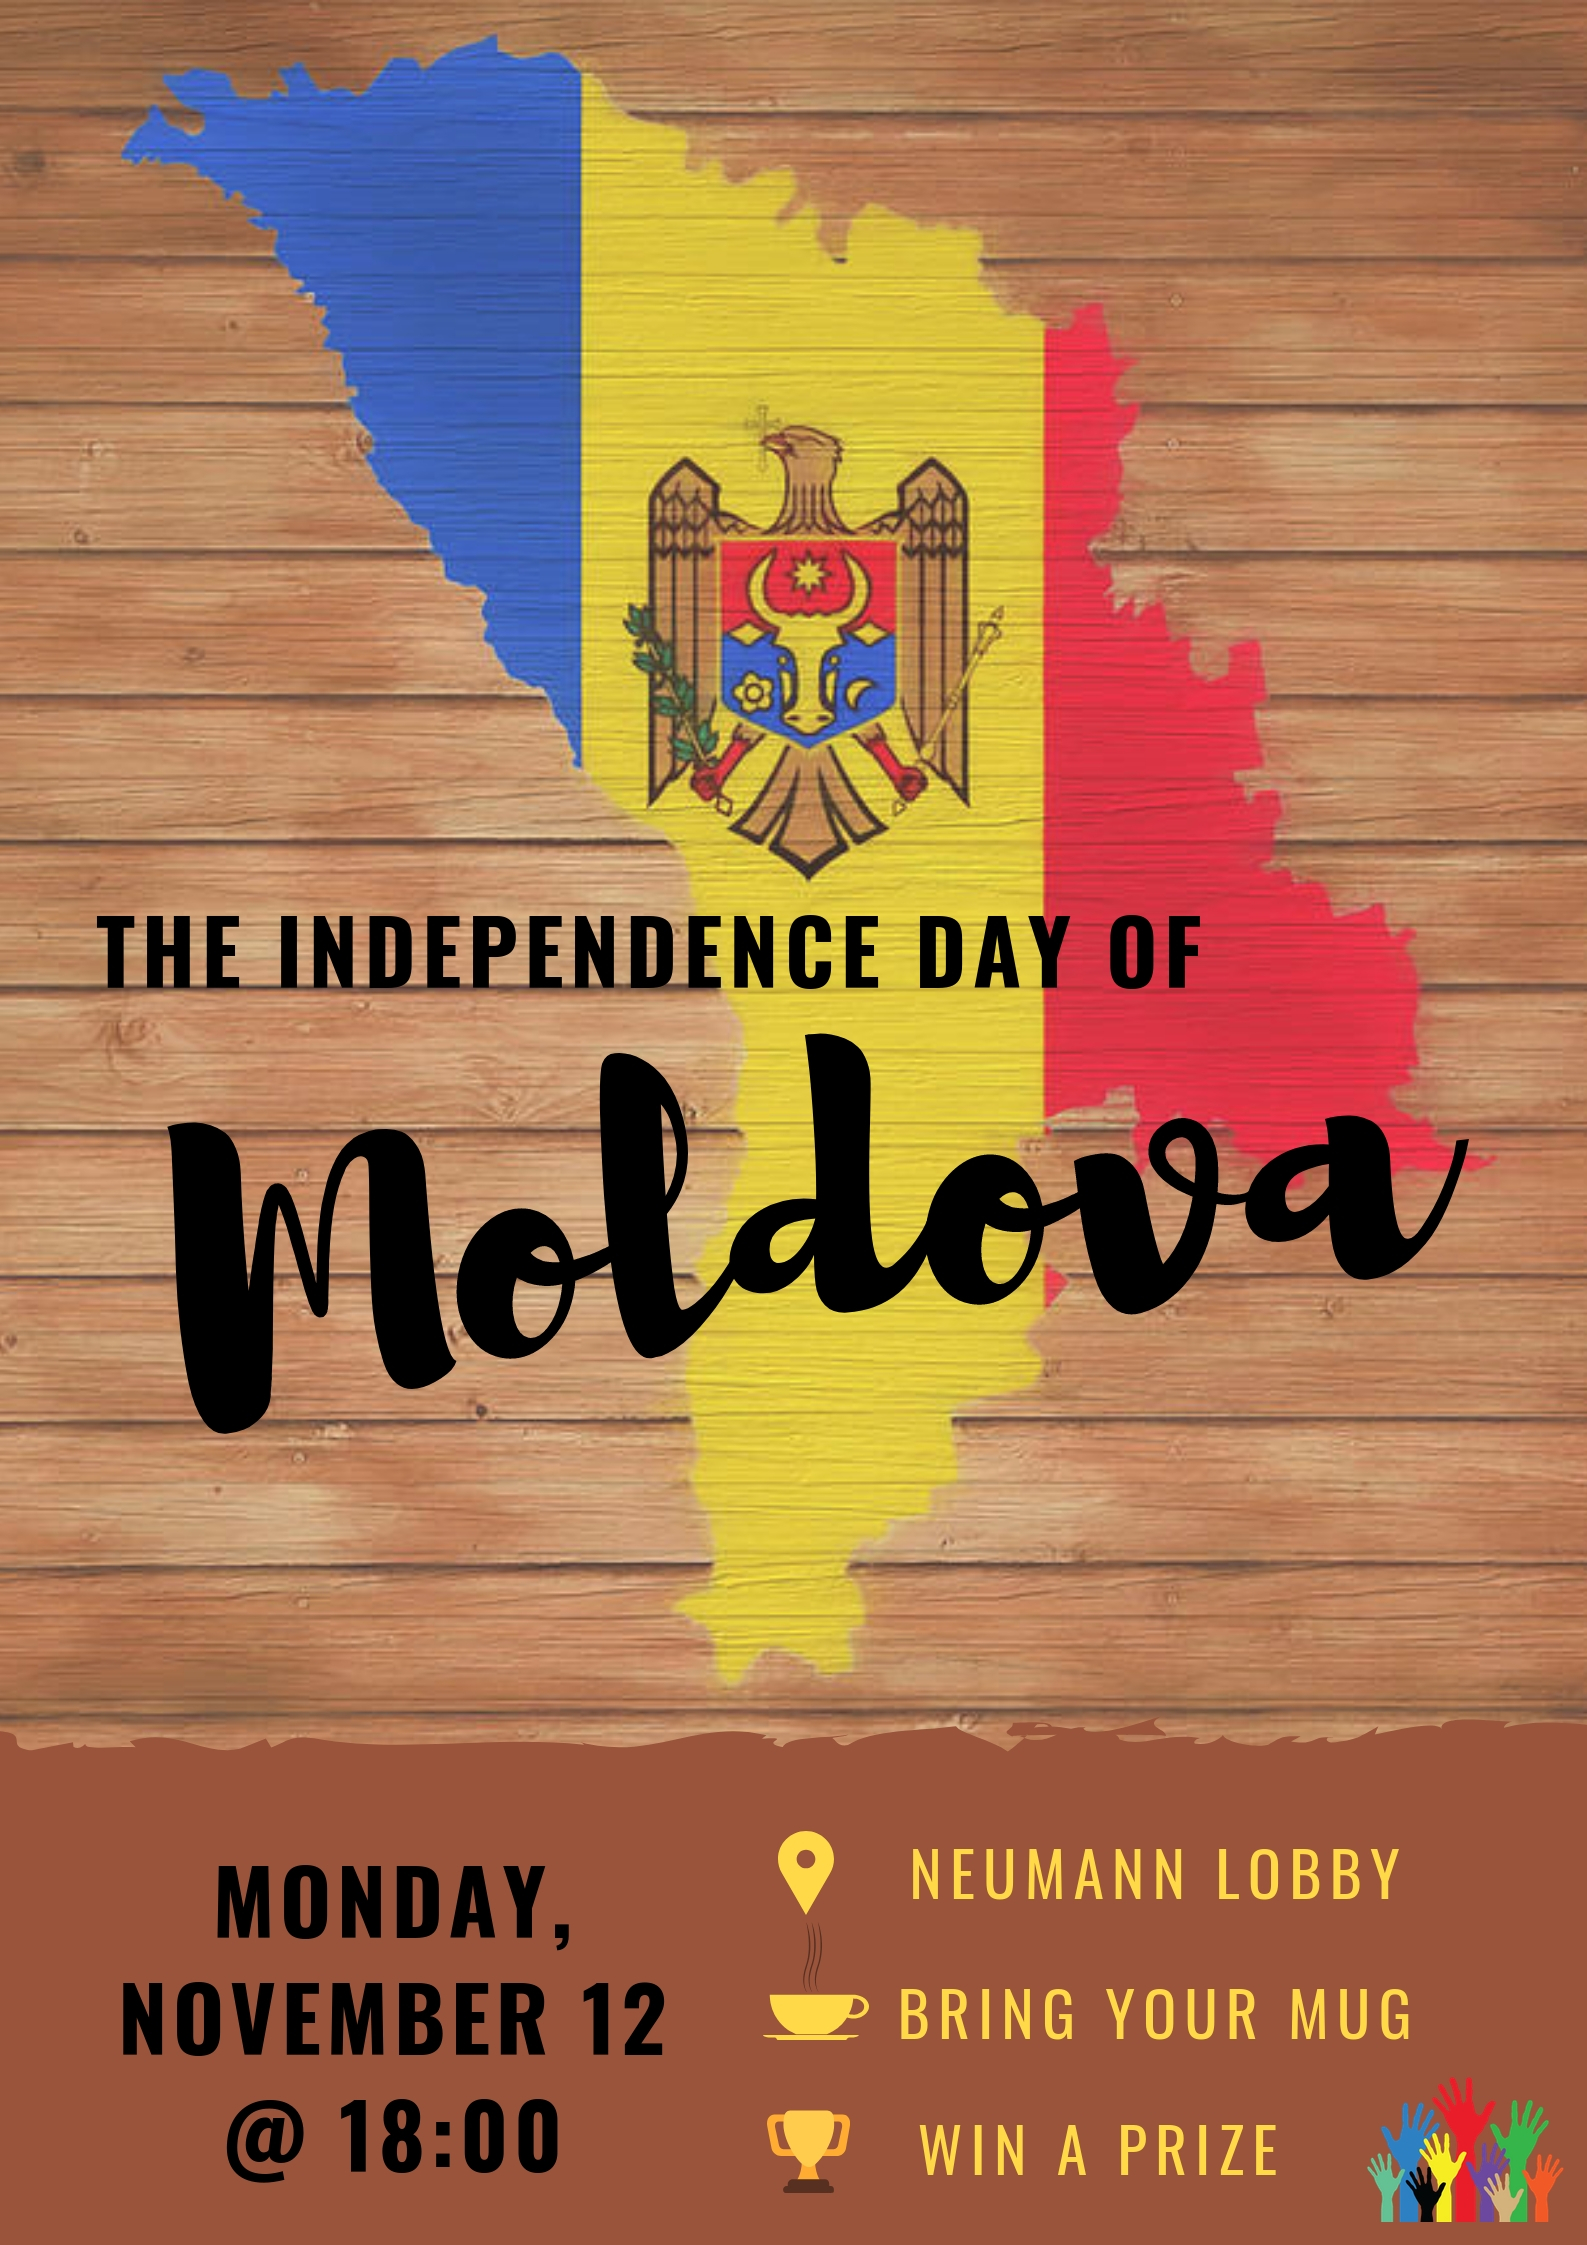 THE INDEPENDENCE DAY OF
Moldova
MONDAY,
NOVEMBER 12
@ 18:00
NEUMANN LOBBY
BRING YOUR MUG
WIN A PRIZE